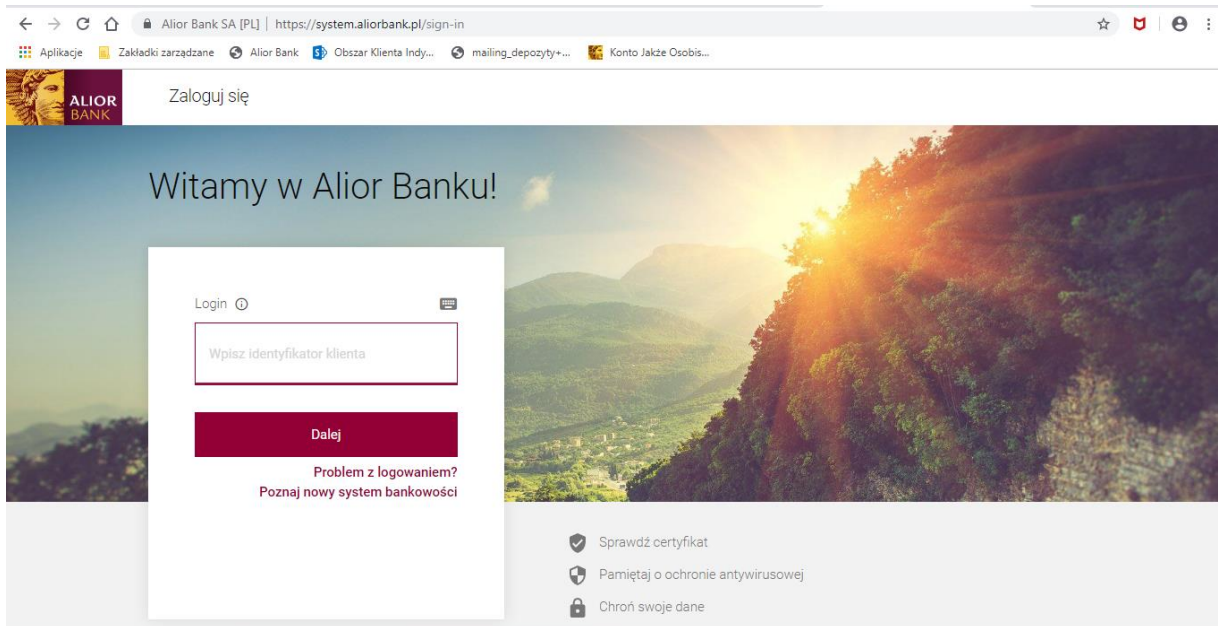 Alior Bank SA [PL] | https://system.aliorbank.pl/sign-in
Aplikacje Zakładki zarządzane Alior Bank Obszar Klienta Indy... mailing_depozyty+... Konto Jakże Osobis...
ALIOR
BANK
Zaloguj się
Witamy w Alior Banku!
Login
Wpisz identyfikator klienta
Dalej
Problem z logowaniem?
Poznaj nowy system bankowości
Sprawdź certyfikat
Pamiętaj o ochronie antywirusowej
Chroń swoje dane